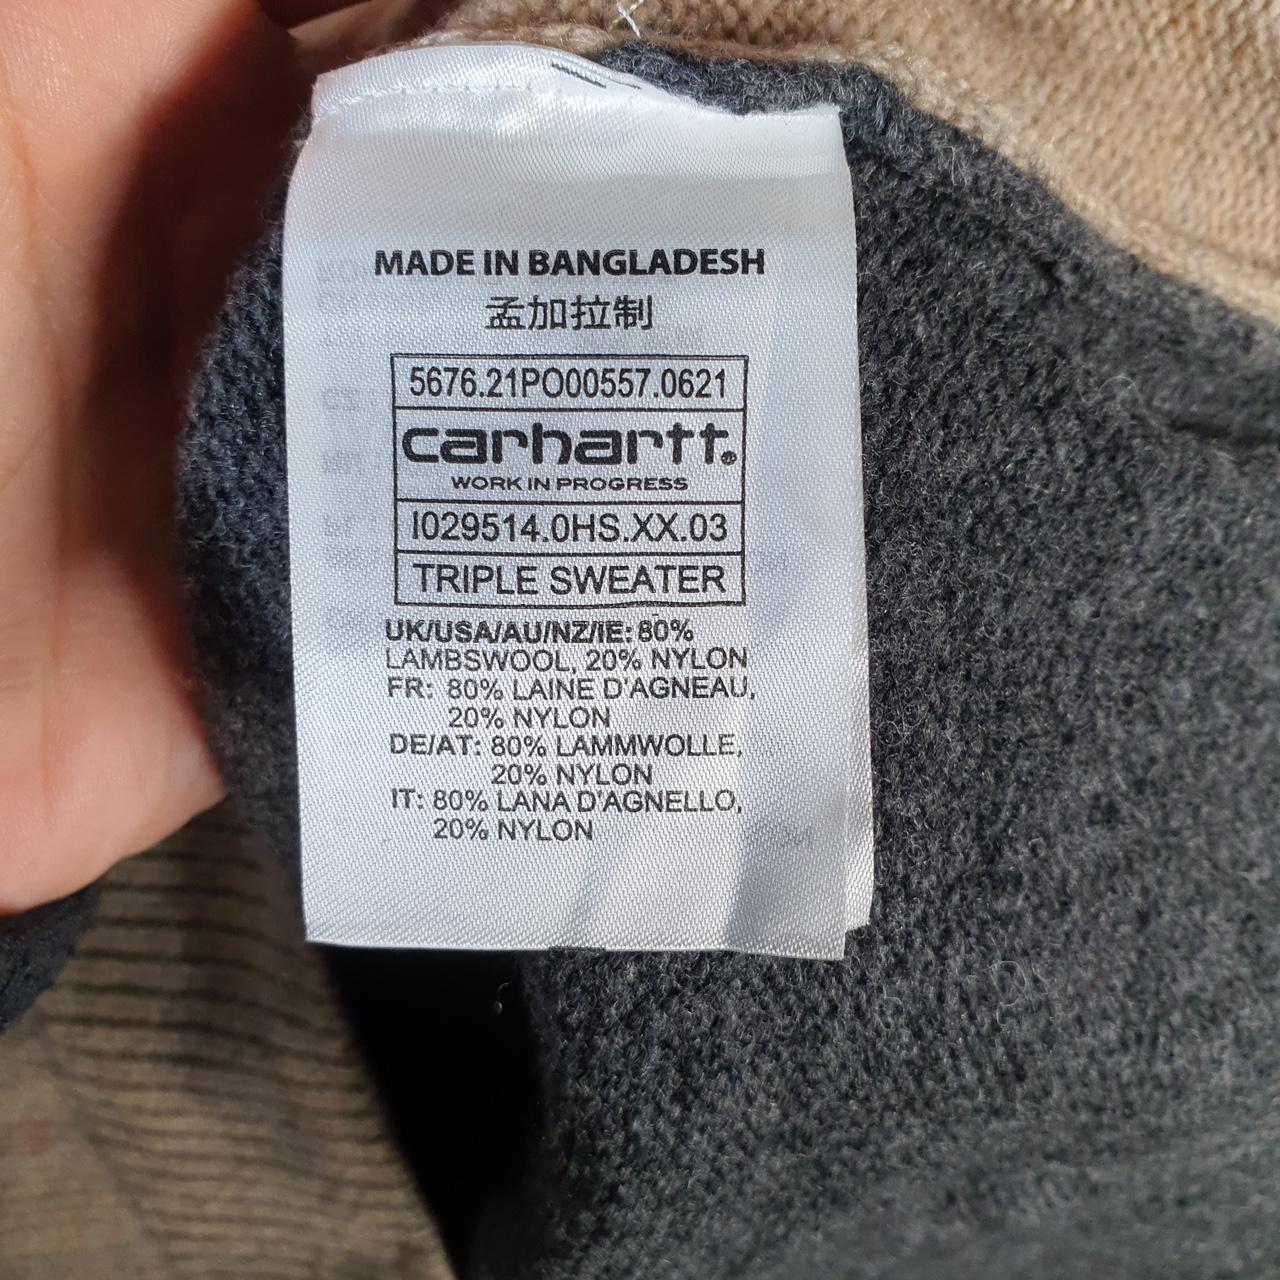 MADE IN BANGLADESH
孟加拉制
5676.21PO00557.0621
carhartt®
WORK IN PROGRESS
I029514.0HS.XX.03
TRIPLE SWEATER
UK/USA/AU/NZ/IE: 80%
LAMBSWOOL, 20% NYLON
FR: 80% LAINE D'AGNEAU,
20% NYLON
DE/AT: 80% LAMMWOLLE,
20% NYLON
IT: 80% LANA D'AGNELLO,
20% NYLON